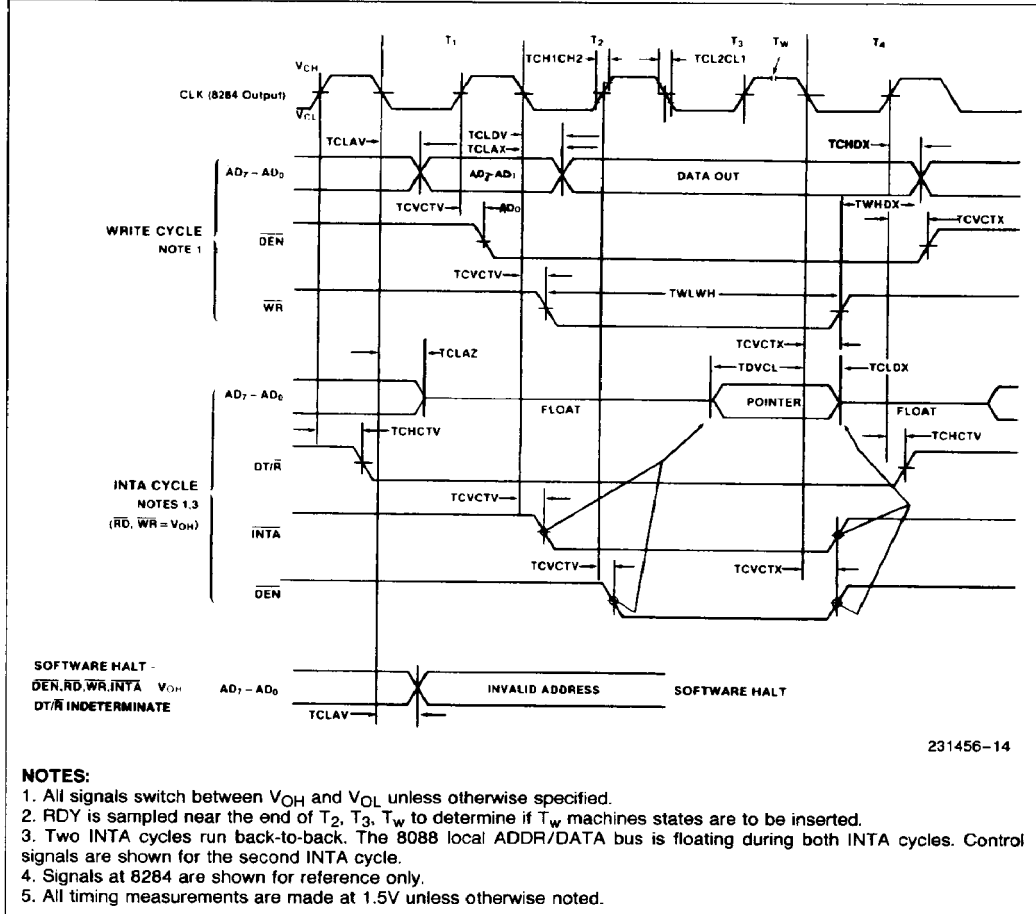 T1 T2 T3 TW T4
TCH1CH2 TCL2CL1
VCH
CLK (8284 Output)
VCL
TCLAV TCLDV TCHDX
TCLAX
AD7 – AD0 AD7-AD1 DATA OUT
TCVCTV AD0 TWHDX TCVCTX
WRITE CYCLE
NOTE 1
DEN
TCVCTV
WR TWLWH
TCVCTX
TCLAZ TDVCL TCLDX
AD7 – AD0 FLOAT POINTER FLOAT
TCHCTV TCHCTV
DT/R
INTA CYCLE
NOTES 1,3
(RD, WR = VOH)
TCVCTV
INTA
TCVCTV TCVCTX
DEN
SOFTWARE HALT -
DEN,RD,WR,INTA VOH AD7 – AD0 INVALID ADDRESS SOFTWARE HALT
DT/R INDETERMINATE
TCLAV
231456-14
NOTES:
1. All signals switch between VOH and VOL unless otherwise specified.
2. RDY is sampled near the end of T2, T3, Tw to determine if Tw machines states are to be inserted.
3. Two INTA cycles run back-to-back. The 8088 local ADDR/DATA bus is floating during both INTA cycles. Control
signals are shown for the second INTA cycle.
4. Signals at 8284 are shown for reference only.
5. All timing measurements are made at 1.5V unless otherwise noted.